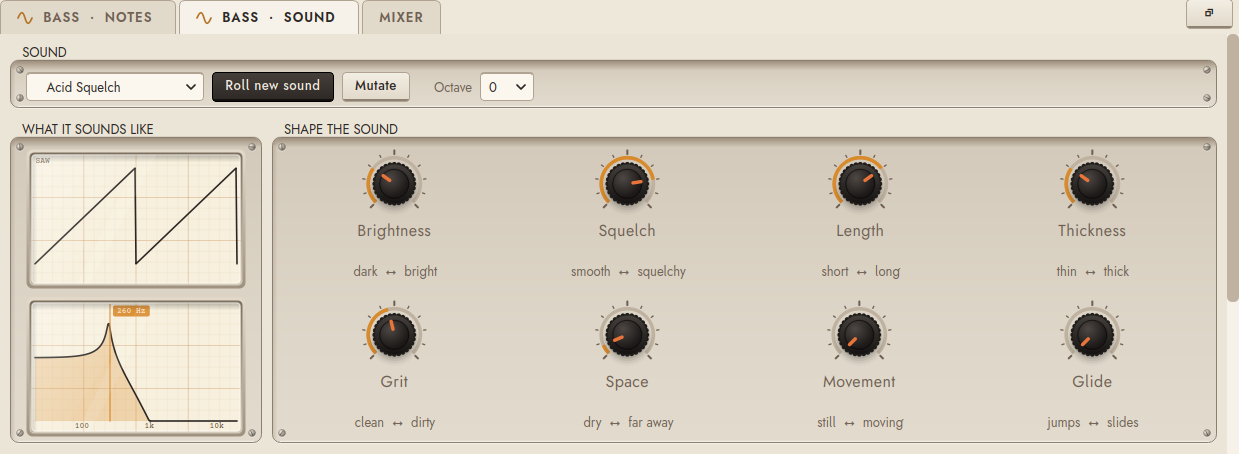 BASS · NOTES
BASS · SOUND
MIXER
SOUND
Acid Squelch
Roll new sound
Mutate
Octave
0
WHAT IT SOUNDS LIKE
SHAPE THE SOUND
SAW
260 Hz
100
1k
10k
Brightness
Squelch
Length
Thickness
dark ↔ bright
smooth ↔ squelchy
short ↔ long
thin ↔ thick
Grit
Space
Movement
Glide
clean ↔ dirty
dry ↔ far away
still ↔ moving
jumps ↔ slides